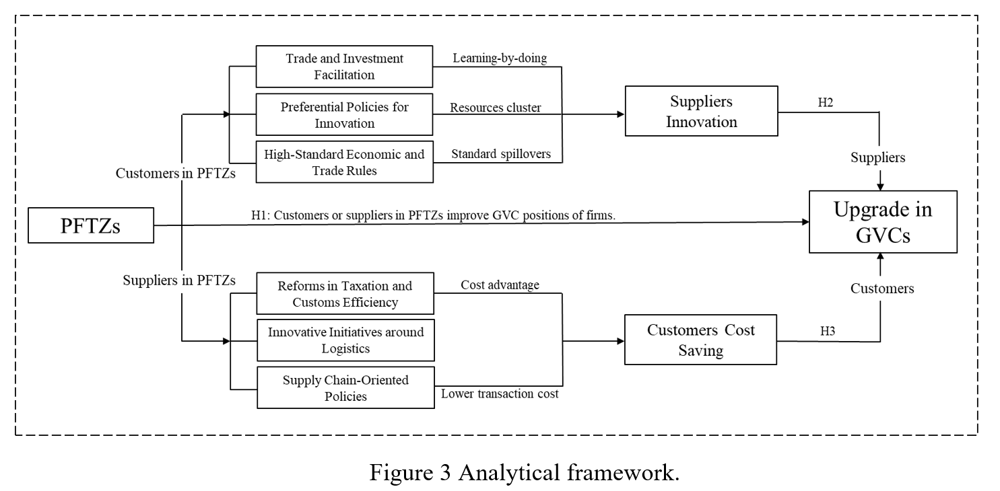 Trade and Investment
Facilitation
Learning-by-doing
Preferential Policies for
Innovation
Resources cluster
High-Standard Economic and
Trade Rules
Standard spillovers
Suppliers
Innovation
H2
Suppliers
Customers in PFTZs
PFTZs
H1: Customers or suppliers in PFTZs improve GVC positions of firms.
Upgrade in
GVCs
Suppliers in PFTZs
Reforms in Taxation and
Customs Efficiency
Cost advantage
Innovative Initiatives around
Logistics
Supply Chain-Oriented
Policies
Lower transaction cost
Customers Cost
Saving
H3
Customers
Figure 3 Analytical framework.